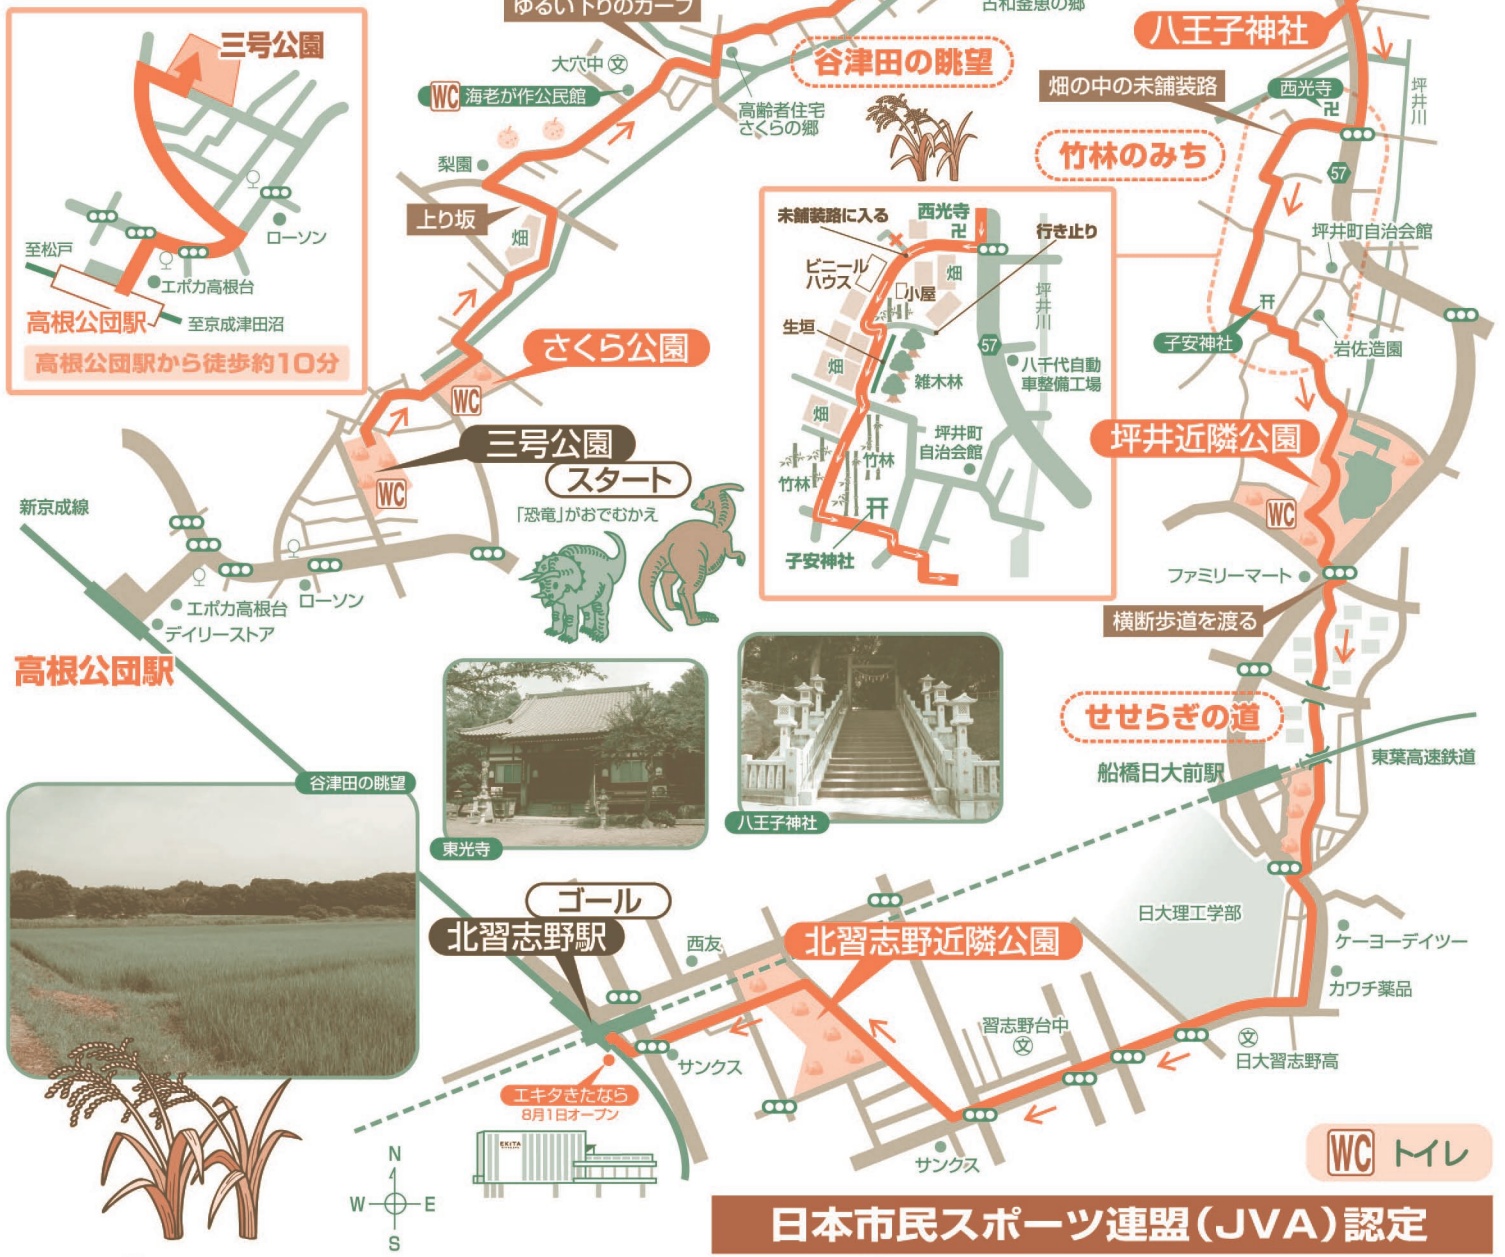 三号公園
至松戸
ローソン
エポカ高根台
高根公団駅
至京成津田沼
高根公団駅から徒歩約10分
ゆるい下りのカーブ
大穴中 文
WC 海老が作公民館
梨園
上り坂
畑
高齢者住宅
さくらの郷
古和釜恵の郷
谷津田の眺望
八王子神社
畑の中の未舗装路
西光寺
坪井川
竹林のみち
57
坪井町自治会館
子安神社
岩佐造園
未舗装路に入る
西光寺
行き止り
ビニール
ハウス
畑
小屋
坪井川
生垣
57
畑
雑木林
八千代自動
車整備工場
畑
坪井町
自治会館
竹林
竹林
子安神社
さくら公園
WC
三号公園
スタート
WC
「恐竜」がおでむかえ
新京成線
エポカ高根台
ローソン
デイリーストア
高根公団駅
坪井近隣公園
WC
ファミリーマート
横断歩道を渡る
せせらぎの道
船橋日大前駅
東葉高速鉄道
谷津田の眺望
東光寺
八王子神社
ゴール
北習志野駅
西友
北習志野近隣公園
日大理工学部
ケーヨーデイツー
カワチ薬品
習志野台中
文
文
日大習志野高
サンクス
エキタきたなら
8月1日オープン
EKITA
サンクス
N
W E
S
WC トイレ
日本市民スポーツ連盟(JVA)認定